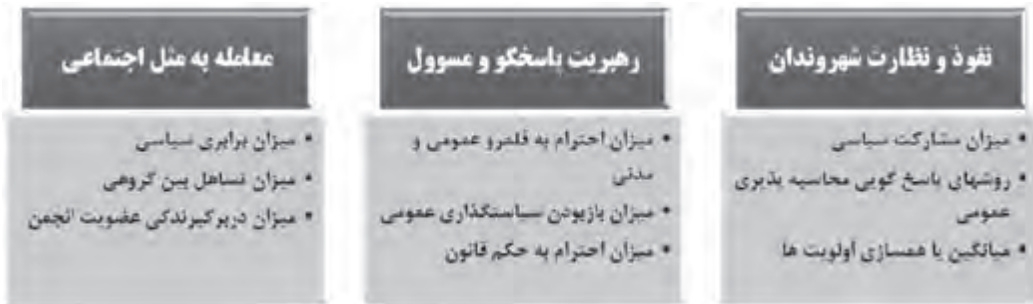 نفوذ و نظارت شهروندان
• میزان مشارکت سیاسی
• روشهای پاسخ گویی محاسبه پذیری
عمومی
• میانگین یا همسازی اولویت ها
رهبریت پاسخگو و مسوول
• میزان احترام به قلمرو عمومی و
مدنی
• میزان بازبودن سیاستگذاری عمومی
• میزان احترام به حکم قانون
معامله به مثل اجتماعی
• میزان برابری سیاسی
• میزان تساهل بین گروهی
• میزان دربرگیرندگی عضویت انجمن